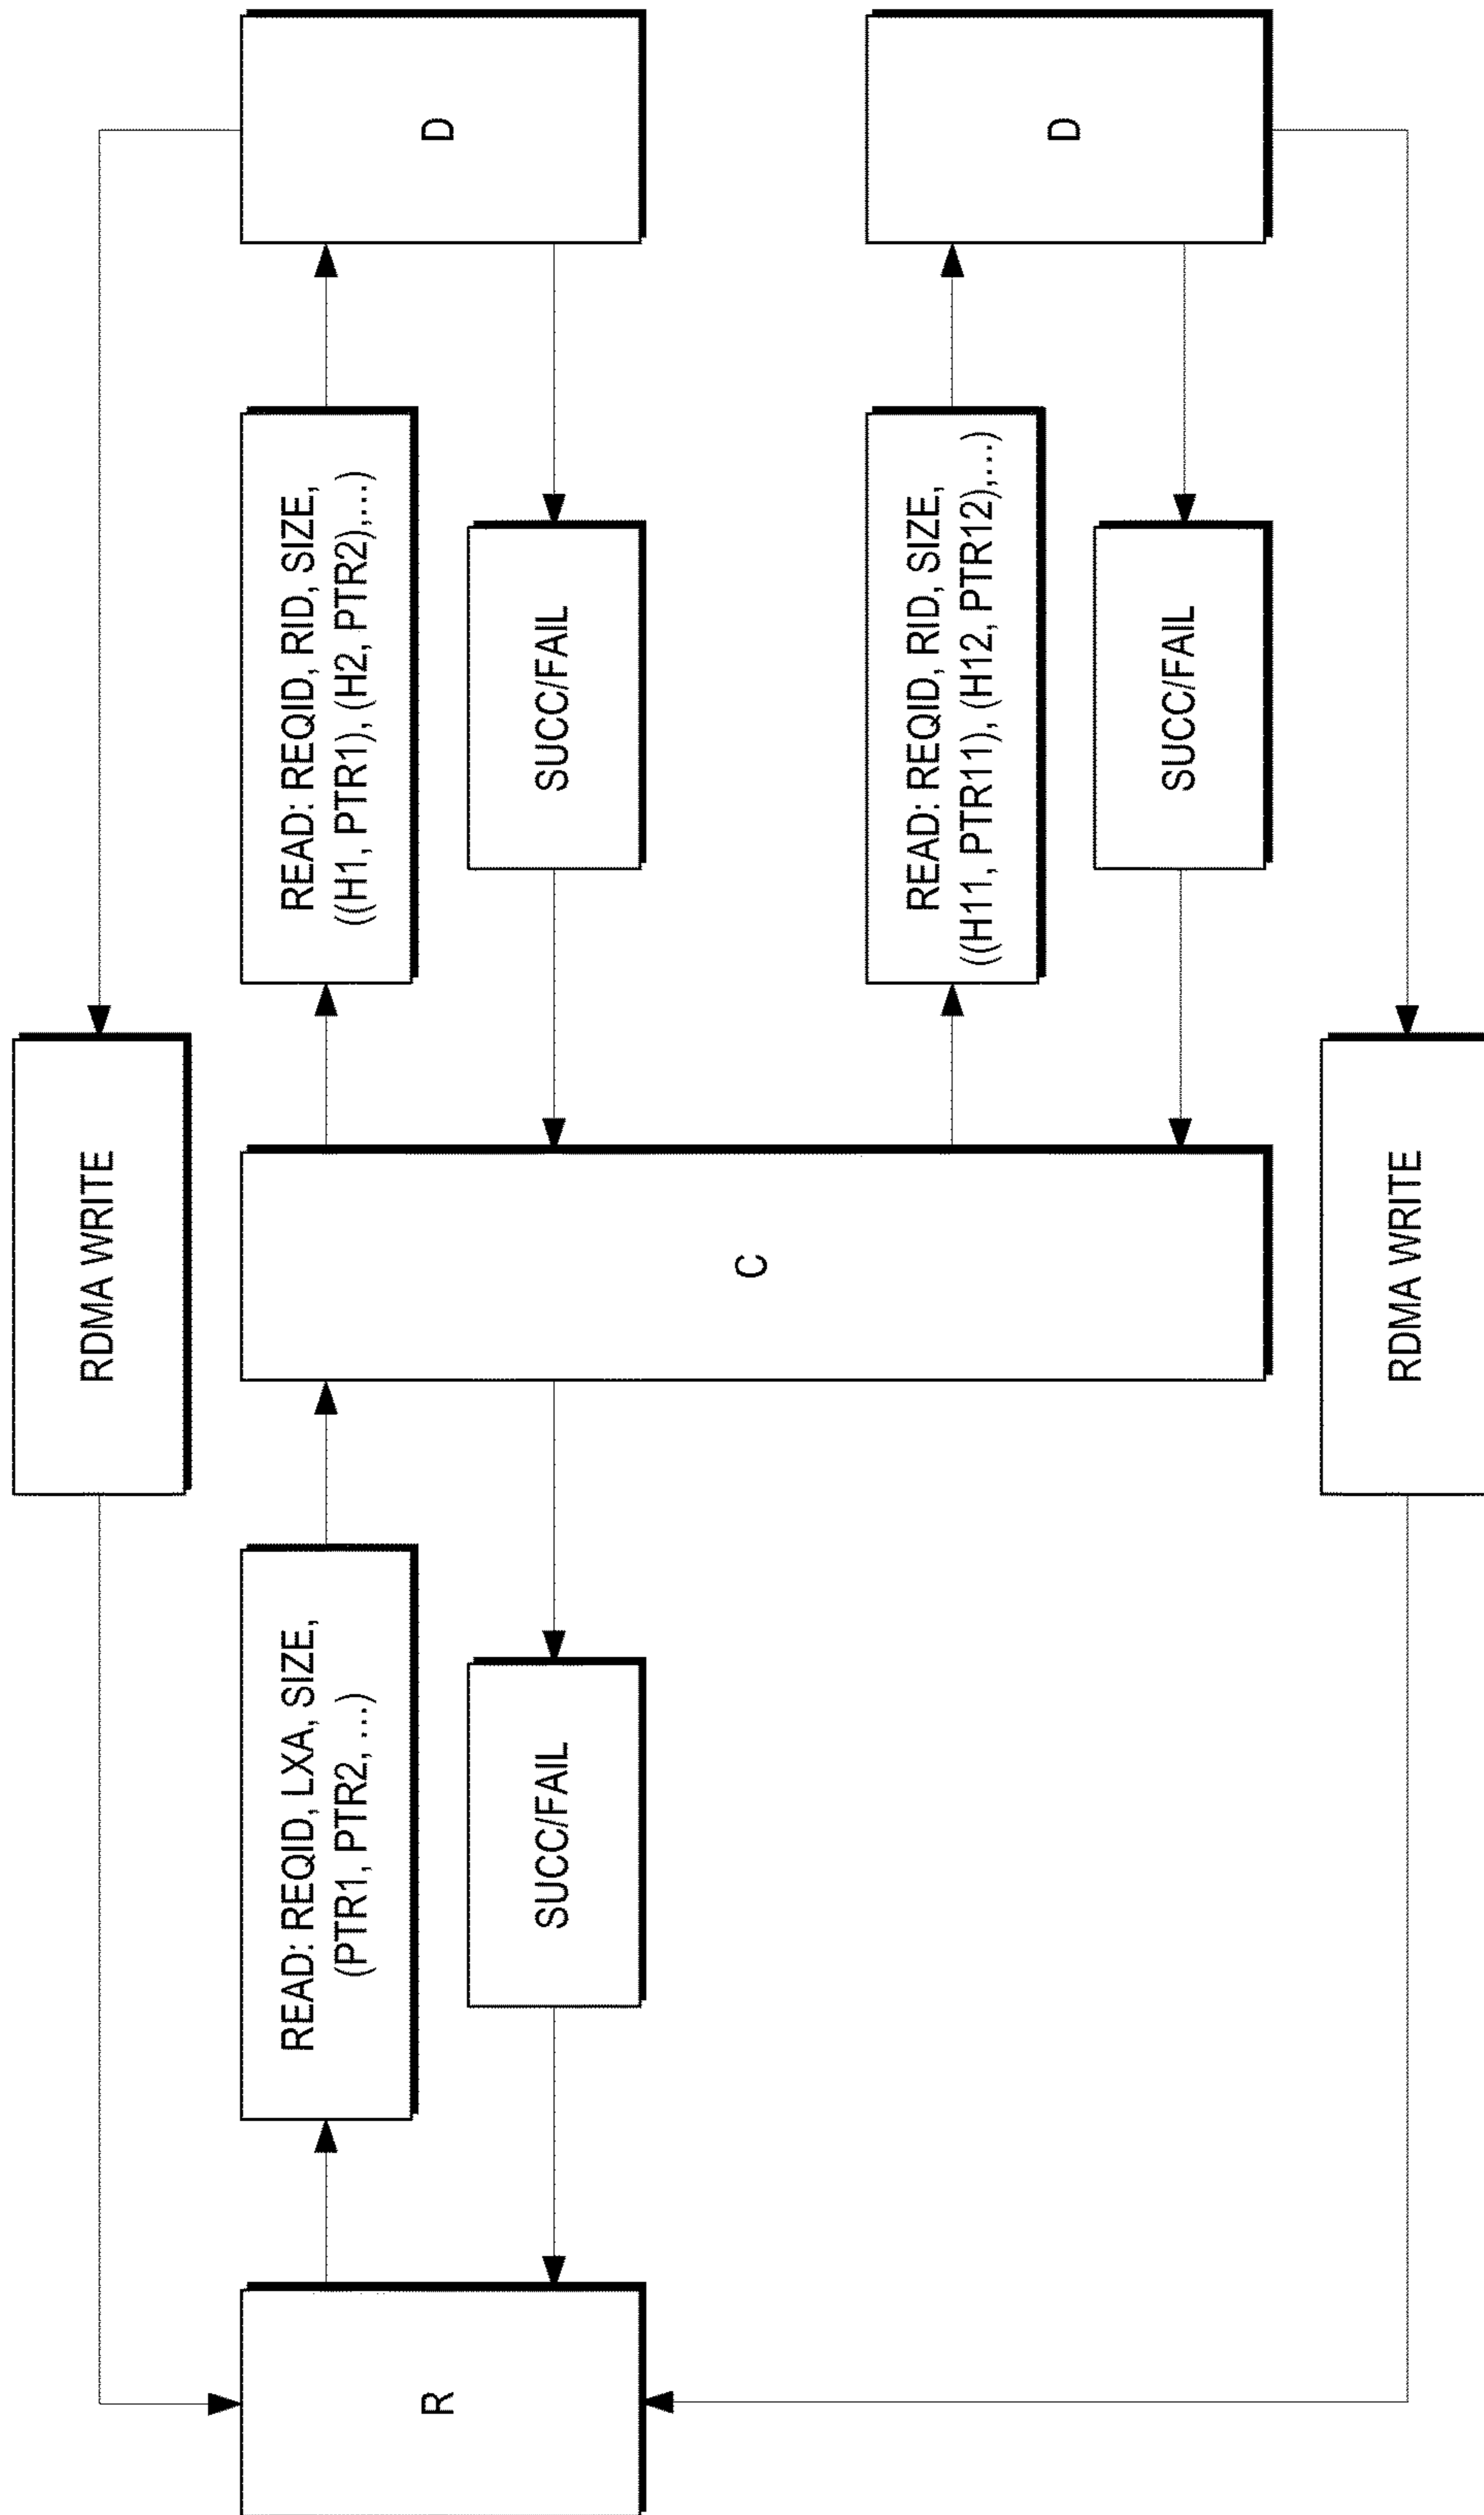 RDMA WRITE
READ: REQID, LXA, SIZE,
(PTR1, PTR2, ...)
READ: REQID, RID, SIZE,
((H1, PTR1), (H2, PTR2),...)
R
D
SUCC/FAIL
SUCC/FAIL
C
READ: REQID, RID, SIZE,
((H11, PTR11), (H12, PTR12),...)
D
SUCC/FAIL
RDMA WRITE